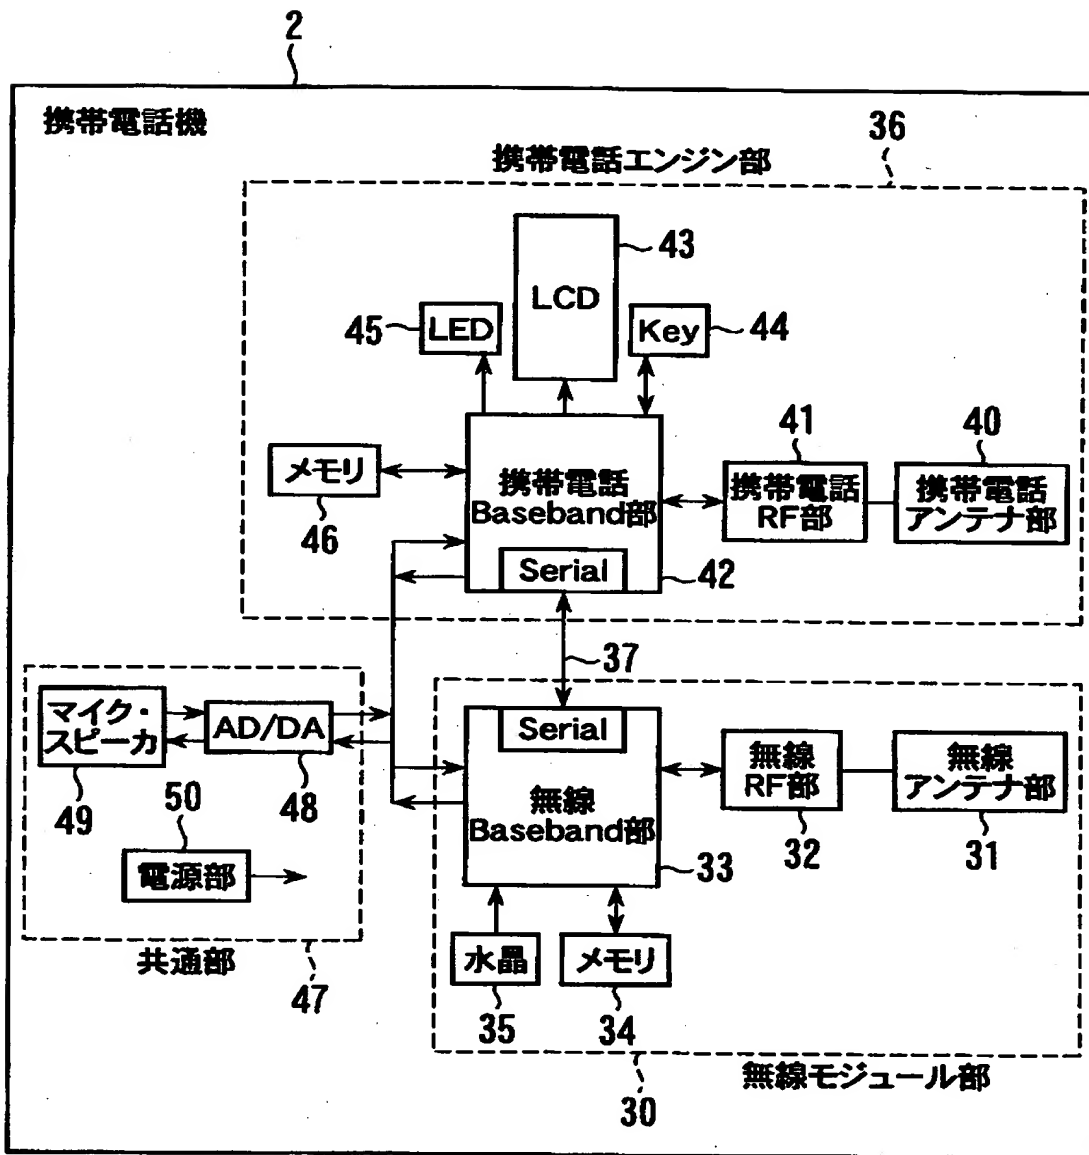 2
携帯電話機
36
携帯電話エンジン部
43
LCD
45
LED
Key
44
41
40
メモリ
46
携帯電話
Baseband部
携帯電話
RF部
携帯電話
アンテナ部
Serial
42
37
マイク・
スピーカ
AD/DA
49
48
50
電源部
共通部
47
Serial
無線
Baseband部
無線
RF部
無線
アンテナ部
32
31
33
水晶
メモリ
35
34
無線モジュール部
30